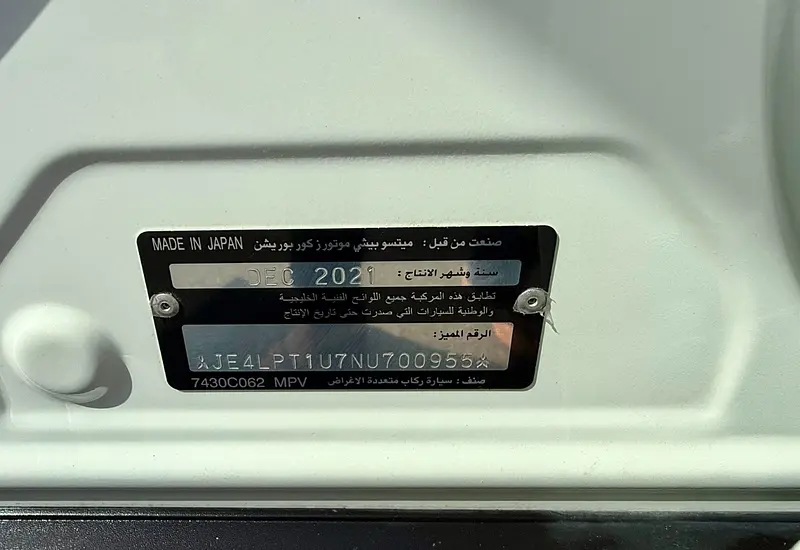 MADE IN JAPAN صنعت من قبل : ميتسوبيشي موتورز كوربوريشن
سنة وشهر الانتاج : DEC 2021
تطابق هذه المركبة جميع اللوائح الفنية الخليجية
والوطنية للسيارات التي صدرت حتى تاريخ الإنتاج
الرقم المميز:
JE4LPT1U7NU700955
7430C062 MPV صنف : سيارة ركاب متعددة الاغراض